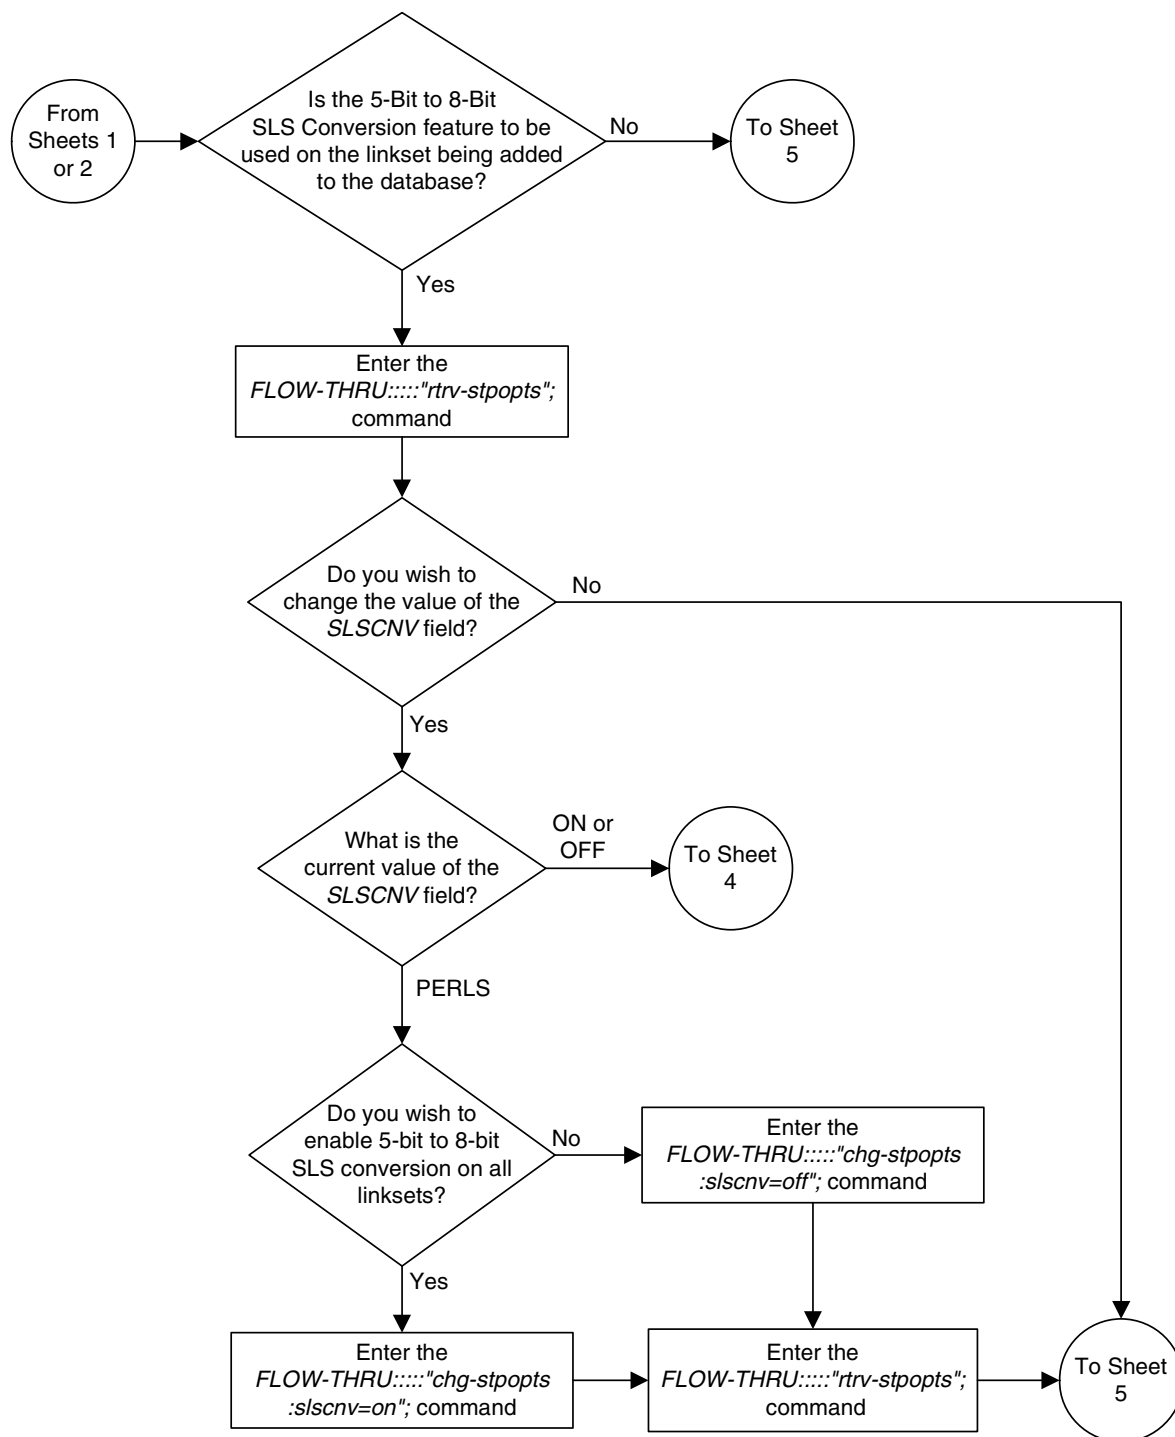 From
Sheets 1
or 2
Is the 5-Bit to 8-Bit
SLS Conversion feature to be
used on the linkset being added
to the database?
No
To Sheet
5
Yes
Enter the
FLOW-THRU:::::"rtrv-stpopts";
command
Do you wish to
change the value of the
SLSCNV field?
No
Yes
What is the
current value of the
SLSCNV field?
ON or
OFF
To Sheet
4
PERLS
Do you wish to
enable 5-bit to 8-bit
SLS conversion on all
linksets?
No
Enter the
FLOW-THRU:::::"chg-stpopts
:slscnv=off"; command
Yes
Enter the
FLOW-THRU:::::"chg-stpopts
:slscnv=on"; command
Enter the
FLOW-THRU:::::"rtrv-stpopts";
command
To Sheet
5